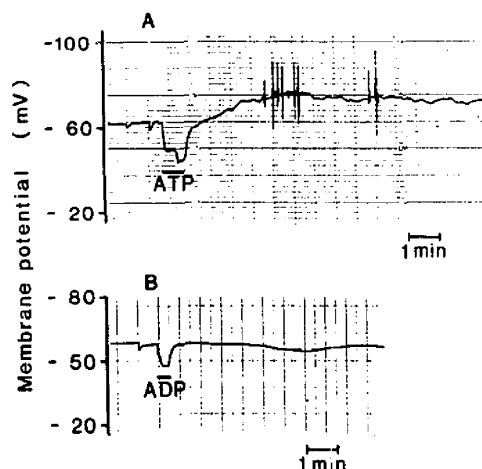 A
Membrane potential (mV)
-100
- 60
- 20
ATP
1 min
B
- 80
- 50
- 20
ADP
1 min